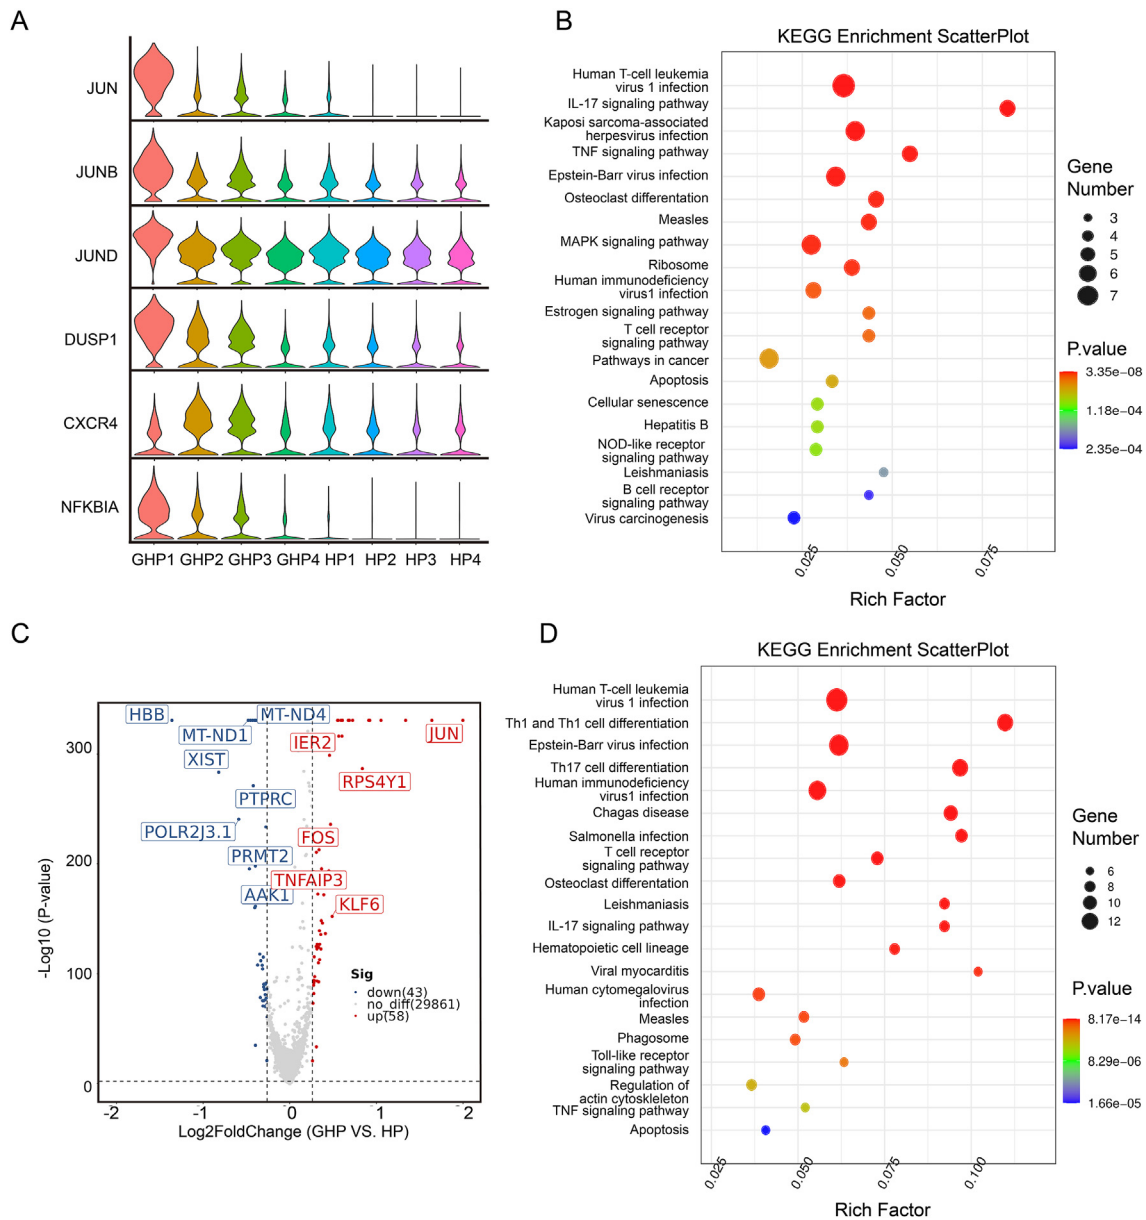 A
JUN
JUNB
JUND
DUSP1
CXCR4
NFKBIA
GHP1 GHP2 GHP3 GHP4 HP1 HP2 HP3 HP4
B
KEGG Enrichment ScatterPlot
Human T-cell leukemia
virus 1 infection
IL-17 signaling pathway
Kaposi sarcoma-associated
herpesvirus infection
TNF signaling pathway
Epstein-Barr virus infection
Osteoclast differentation
Measles
MAPK signaling pathway
Ribosome
Human immunodeficiency
virus1 infection
Estrogen signaling pathway
T cell receptor
signaling pathway
Pathways in cancer
Apoptosis
Cellular senescence
Hepatitis B
NOD-like receptor
signaling pathway
Leishmaniasis
B cell receptor
signaling pathway
Virus carcinogenesis
0.025 0.050 0.075
Rich Factor
Gene
Number
3
4
5
6
7
P.value
3.35e-08
1.18e-04
2.35e-04
C
HBB
MT-ND4
MT-ND1
JUN
IER2
XIST
RPS4Y1
PTPRC
POLR2J3.1
FOS
PRMT2
TNFAIP3
AAK1
KLF6
Sig
down(43)
no_diff(29861)
up(58)
300
200
100
0
-Log10 (P-value)
-2 -1 -0 -1 -2
Log2FoldChange (GHP VS. HP)
D
KEGG Enrichment ScatterPlot
Human T-cell leukemia
virus 1 infection
Th1 and Th1 cell differentiation
Epstein-Barr virus infection
Th17 cell differentiation
Human immunodeficiency
virus1 infection
Chagas disease
Salmonella infection
T cell receptor
signaling pathway
Osteoclast differentation
Leishmaniasis
IL-17 signaling pathway
Hematopoietic cell lineage
Viral myocarditis
Human cytomegalovirus
infection
Measles
Phagosome
Toll-like receptor
signaling pathway
Regulation of
actin cytoskleleton
TNF signaling pathway
Apoptosis
0.025 0.050 0.075 0.100
Rich Factor
Gene
Number
6
8
10
12
P.value
8.17e-14
8.29e-06
1.66e-05